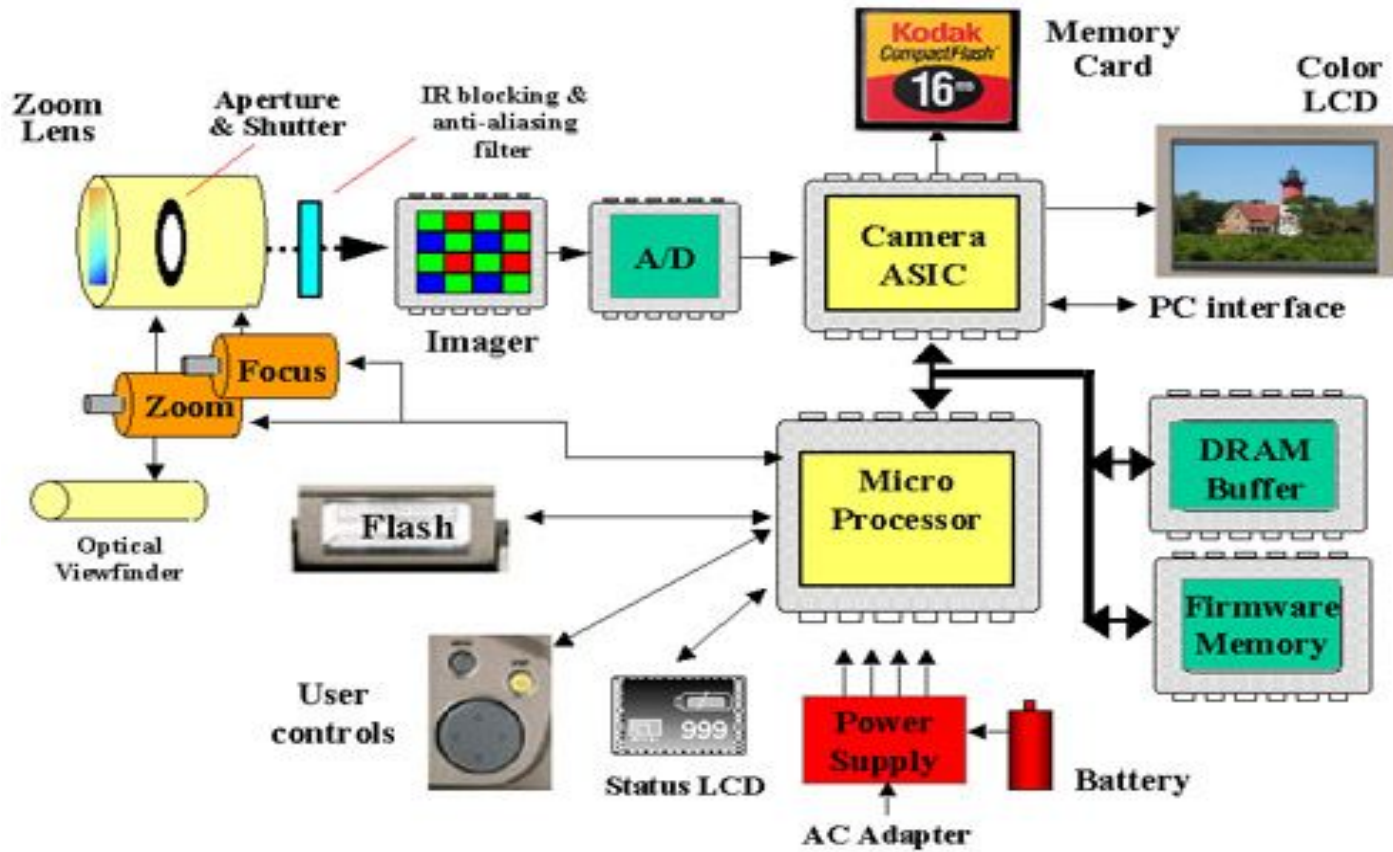 Zoom
Lens
Aperture
& Shutter
IR blocking &
anti-aliasing
filter
Kodak
CompactFlash
16
Memory
Card
Color
LCD
Imager
A/D
Camera
ASIC
PC interface
Focus
Zoom
Optical
Viewfinder
Flash
Micro
Processor
DRAM
Buffer
Firmware
Memory
User
controls
999
Status LCD
Power
Supply
Battery
AC Adapter